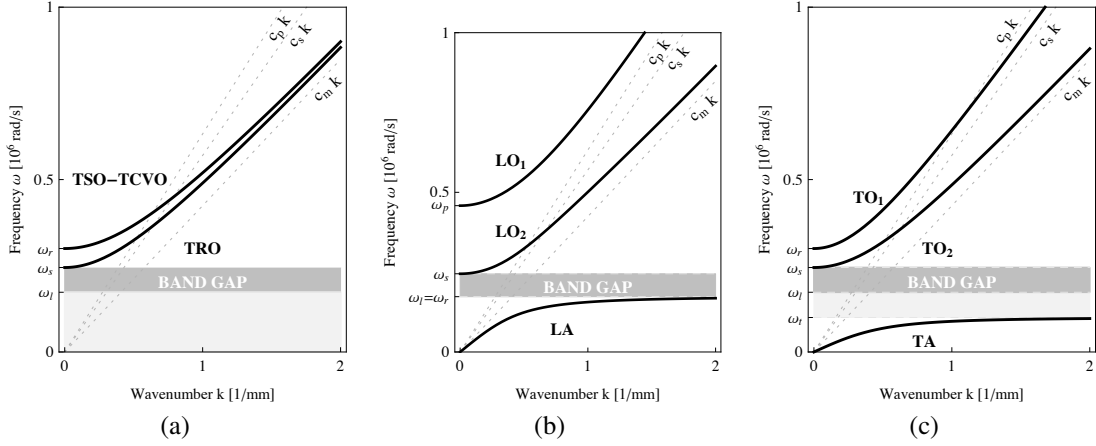 1
c_p k
c_s k
c_m k
TSO−TCVO
0.5
ω_r
TRO
ω_s
BAND GAP
ω_l
0
0 1 2
Frequency ω [10^6 rad/s]
Wavenumber k [1/mm]
(a)
1
c_p k
c_s k
c_m k
LO_1
0.5
ω_p
LO_2
ω_s
BAND GAP
ω_l=ω_r
LA
0
0 1 2
Frequency ω [10^6 rad/s]
Wavenumber k [1/mm]
(b)
1
c_p k
c_s k
c_m k
TO_1
0.5
ω_r
TO_2
ω_s
BAND GAP
ω_l
ω_t
TA
0
0 1 2
Frequency ω [10^6 rad/s]
Wavenumber k [1/mm]
(c)